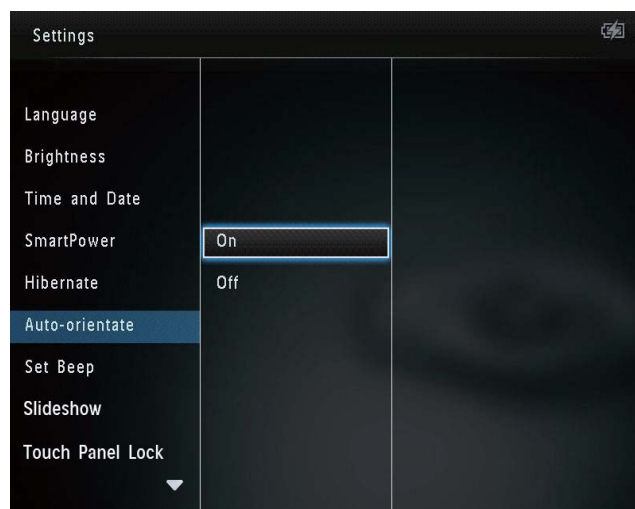 Settings
Language
Brightness
Time and Date
SmartPower
On
Hibernate
Off
Auto-orientate
Set Beep
Slideshow
Touch Panel Lock